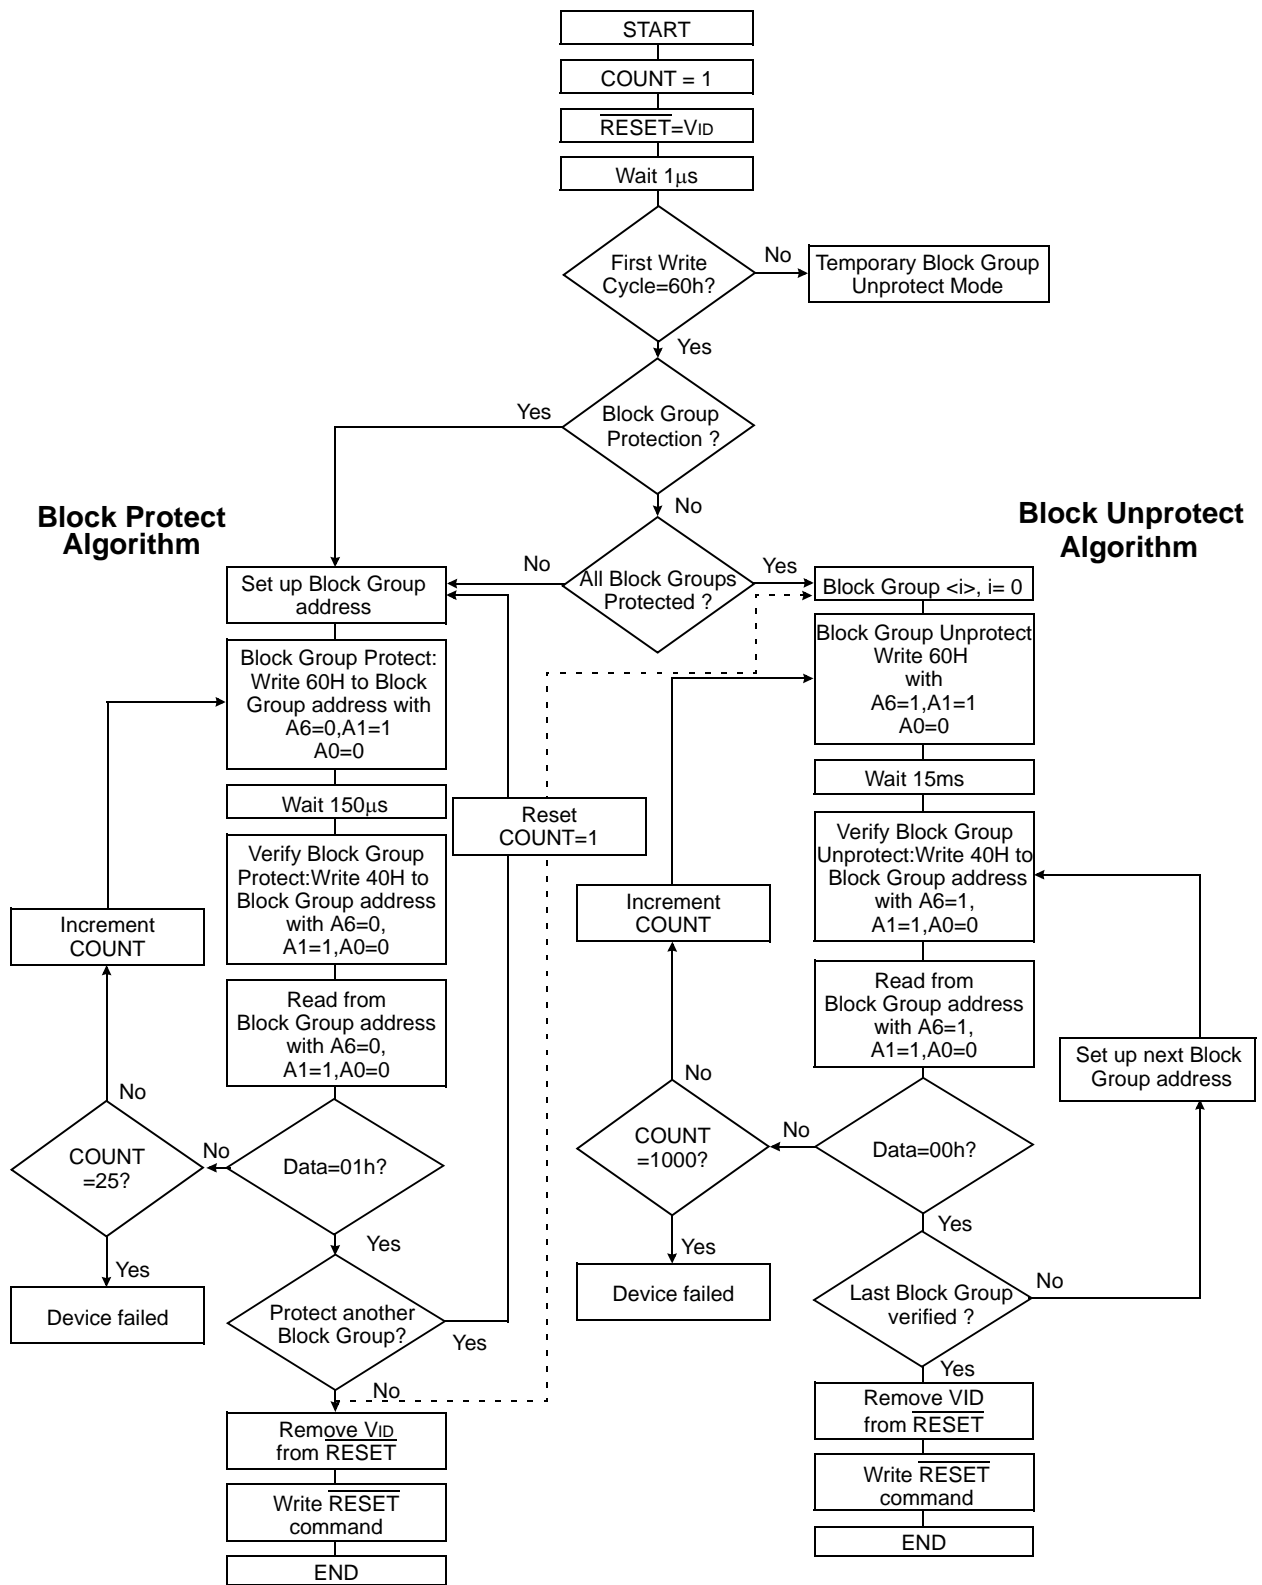 START
COUNT = 1
RESET=VID
Wait 1μs
First Write
Cycle=60h?
No
Temporary Block Group
Unprotect Mode
Yes
Block Group
Protection ?
Yes
No
Block Protect
Algorithm
Block Unprotect
Algorithm
All Block Groups
Protected ?
No
Yes
Set up Block Group
address
Block Group Protect:
Write 60H to Block
Group address with
A6=0,A1=1
A0=0
Wait 150μs
Verify Block Group
Protect:Write 40H to
Block Group address
with A6=0,
A1=1,A0=0
Read from
Block Group address
with A6=0,
A1=1,A0=0
Data=01h?
No
COUNT
=25?
No
Increment
COUNT
Yes
Device failed
Yes
Protect another
Block Group?
Yes
Reset
COUNT=1
No
Remove VID
from RESET
Write RESET
command
END
Block Group <i>, i= 0
Block Group Unprotect
Write 60H
with
A6=1,A1=1
A0=0
Wait 15ms
Verify Block Group
Unprotect:Write 40H to
Block Group address
with A6=1,
A1=1,A0=0
Read from
Block Group address
with A6=1,
A1=1,A0=0
Data=00h?
No
COUNT
=1000?
No
Increment
COUNT
Yes
Device failed
Yes
Last Block Group
verified ?
No
Set up next Block
Group address
Yes
Remove VID
from RESET
Write RESET
command
END